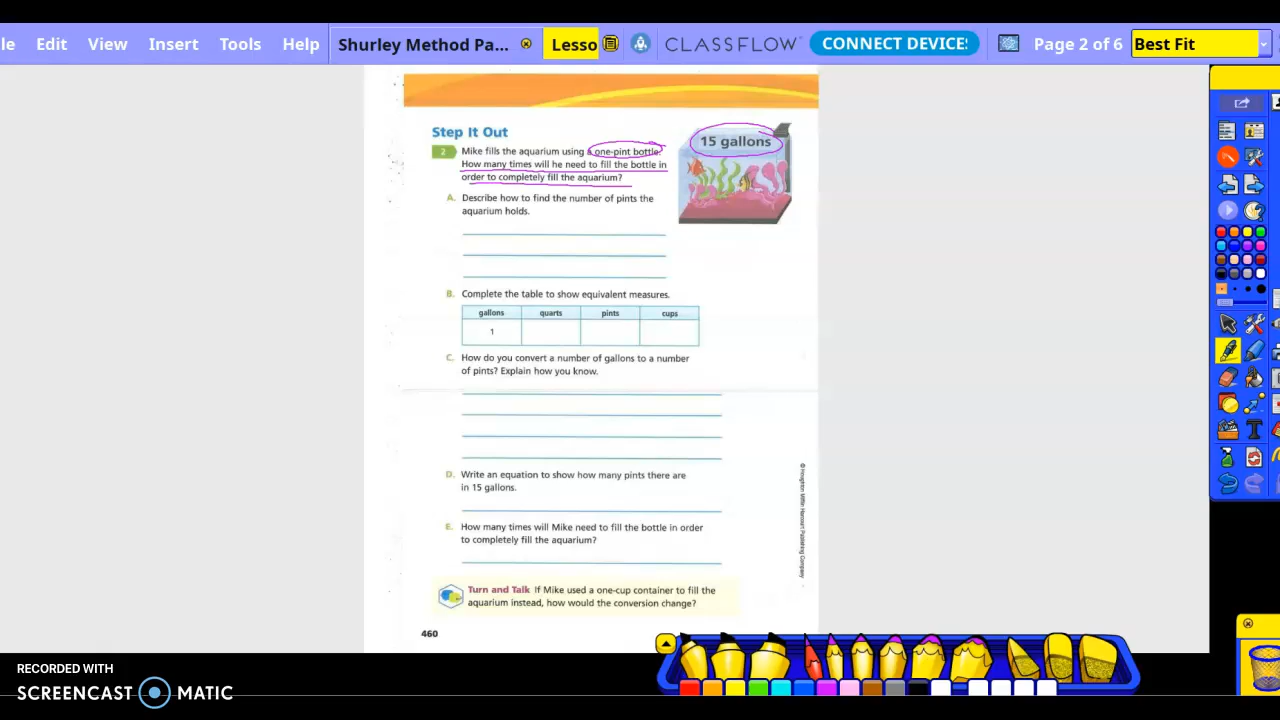 le Edit View Insert Tools Help Shurley Method Pa... Lesso CLASSFLOW CONNECT DEVICES Page 2 of 6 Best Fit
Step It Out
15 gallons
2 Mike fills the aquarium using a one-pint bottle.
How many times will he need to fill the bottle in
order to completely fill the aquarium?
A. Describe how to find the number of pints the
aquarium holds.
B. Complete the table to show equivalent measures.
gallons quarts pints cups
1
C. How do you convert a number of gallons to a number
of pints? Explain how you know.
D. Write an equation to show how many pints there are
in 15 gallons.
E. How many times will Mike need to fill the bottle in order
to completely fill the aquarium?
© Houghton Mifflin Harcourt Publishing Company
Turn and Talk If Mike used a one-cup container to fill the
aquarium instead, how would the conversion change?
460
RECORDED WITH
SCREENCAST MATIC